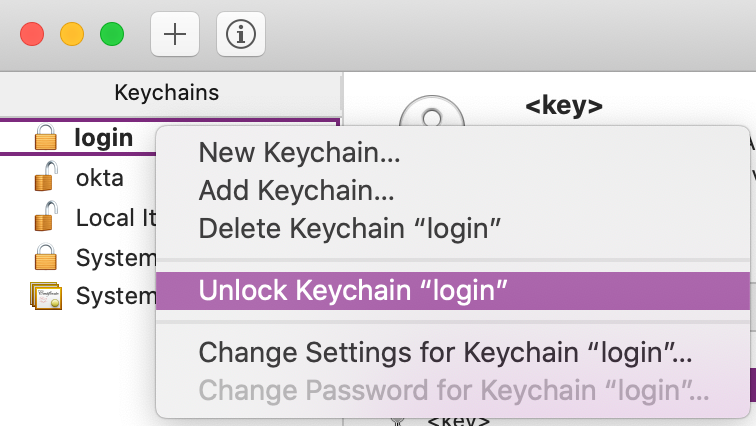 Keychains
<key>
login
okta
Local It
System
System
New Keychain...
Add Keychain...
Delete Keychain “login”
Unlock Keychain “login”
Change Settings for Keychain “login”...
Change Password for Keychain “login”...
<key>